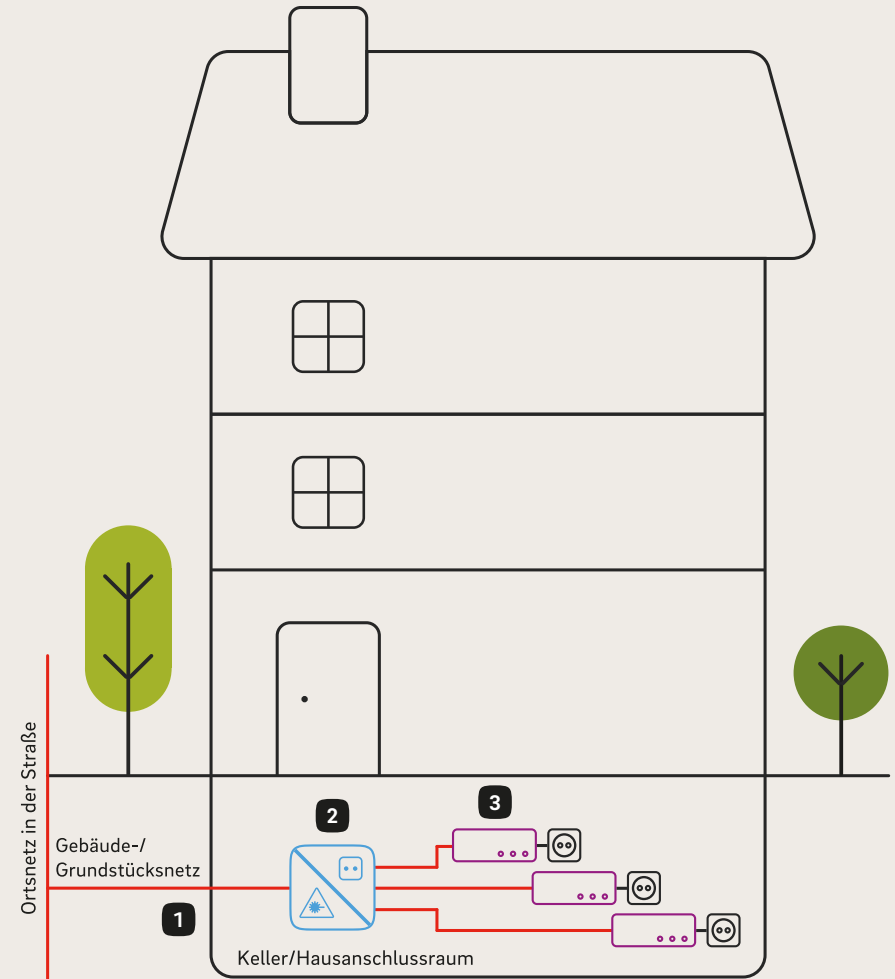 2
3
Ortsnetz in der Straße
Gebäude-/
Grundstücksnetz
1
Keller/Hausanschlussraum